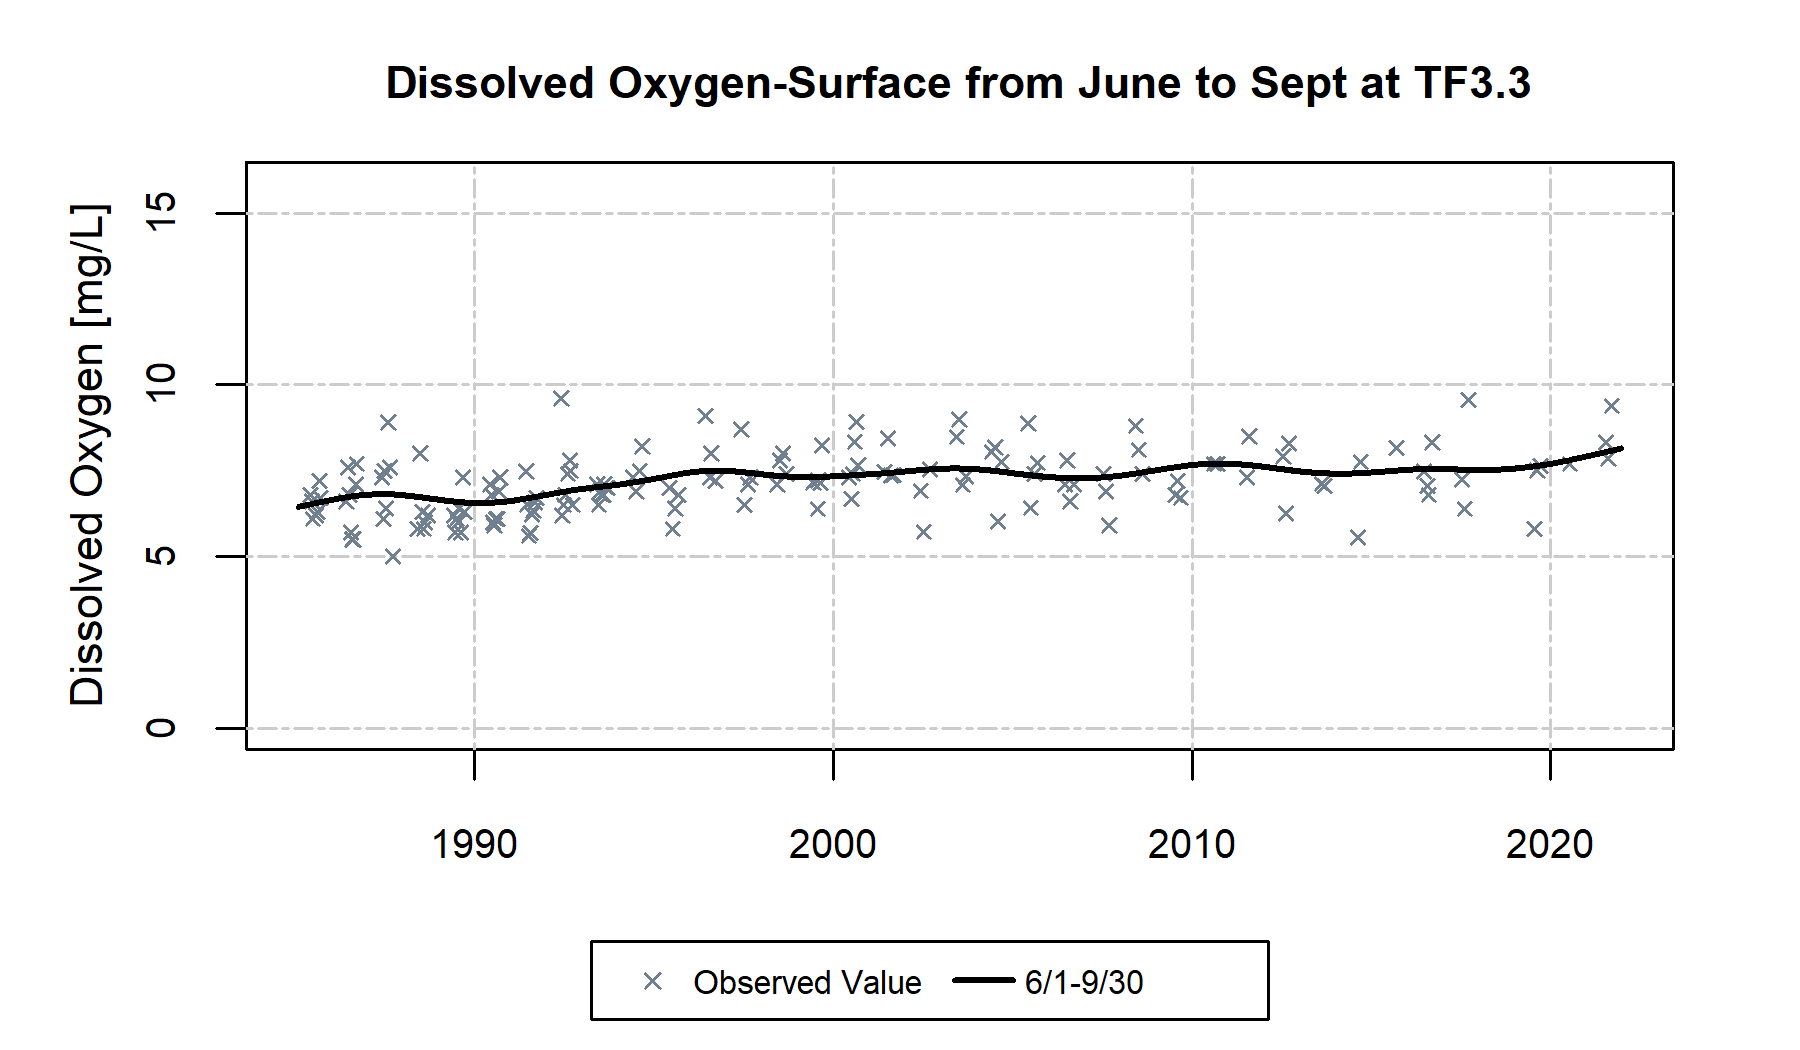 Dissolved Oxygen-Surface from June to Sept at TF3.3
Dissolved Oxygen [mg/L]
15
10
5
0
1990 2000 2010 2020
Observed Value 6/1-9/30